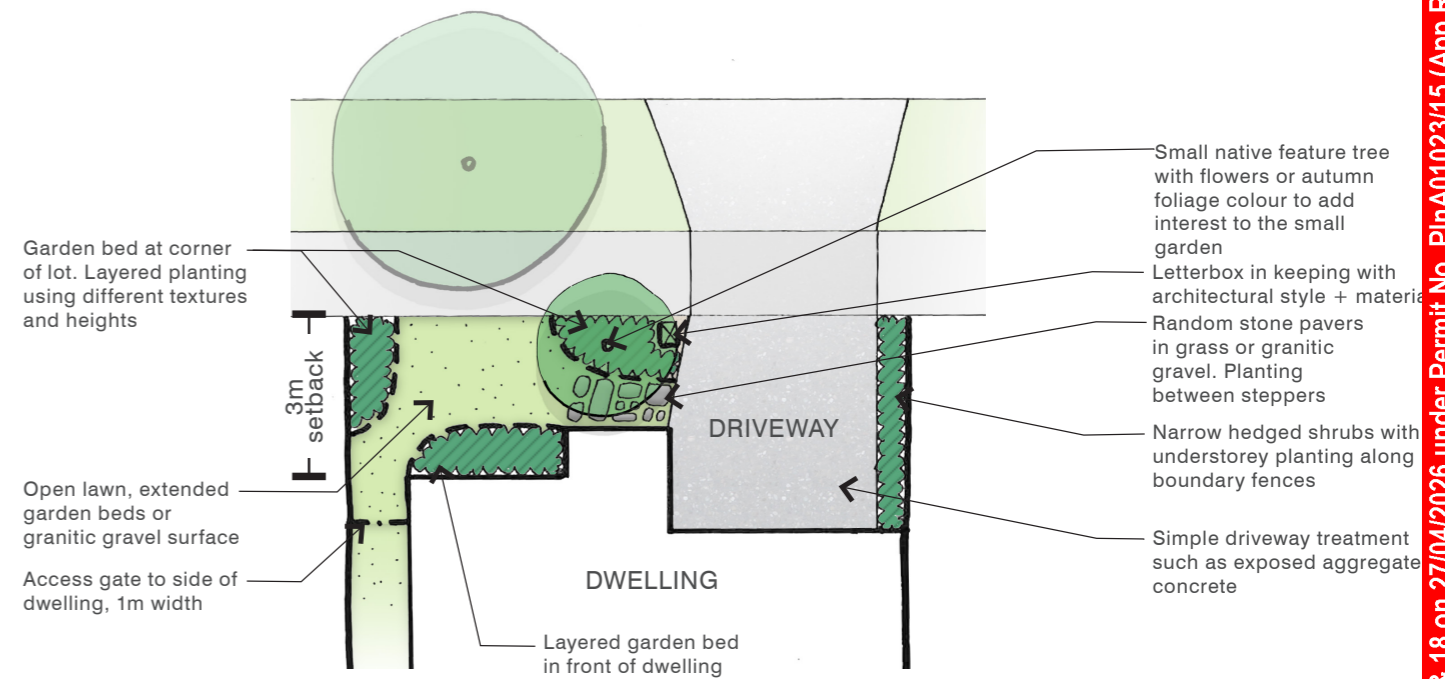 Garden bed at corner
of lot. Layered planting
using different textures
and heights
3m
setback
Open lawn, extended
garden beds or
granitic gravel surface
Access gate to side of
dwelling, 1m width
Layered garden bed
in front of dwelling
DWELLING
DRIVEWAY
Small native feature tree
with flowers or autumn
foliage colour to add
interest to the small
garden
Letterbox in keeping with
architectural style + materia
Random stone pavers
in grass or granitic
gravel. Planting
between steppers
Narrow hedged shrubs with
understorey planting along
boundary fences
Simple driveway treatment
such as exposed aggregate
concrete
18 on 27/04/2026 under Permit No. PlnA01023/15 (App